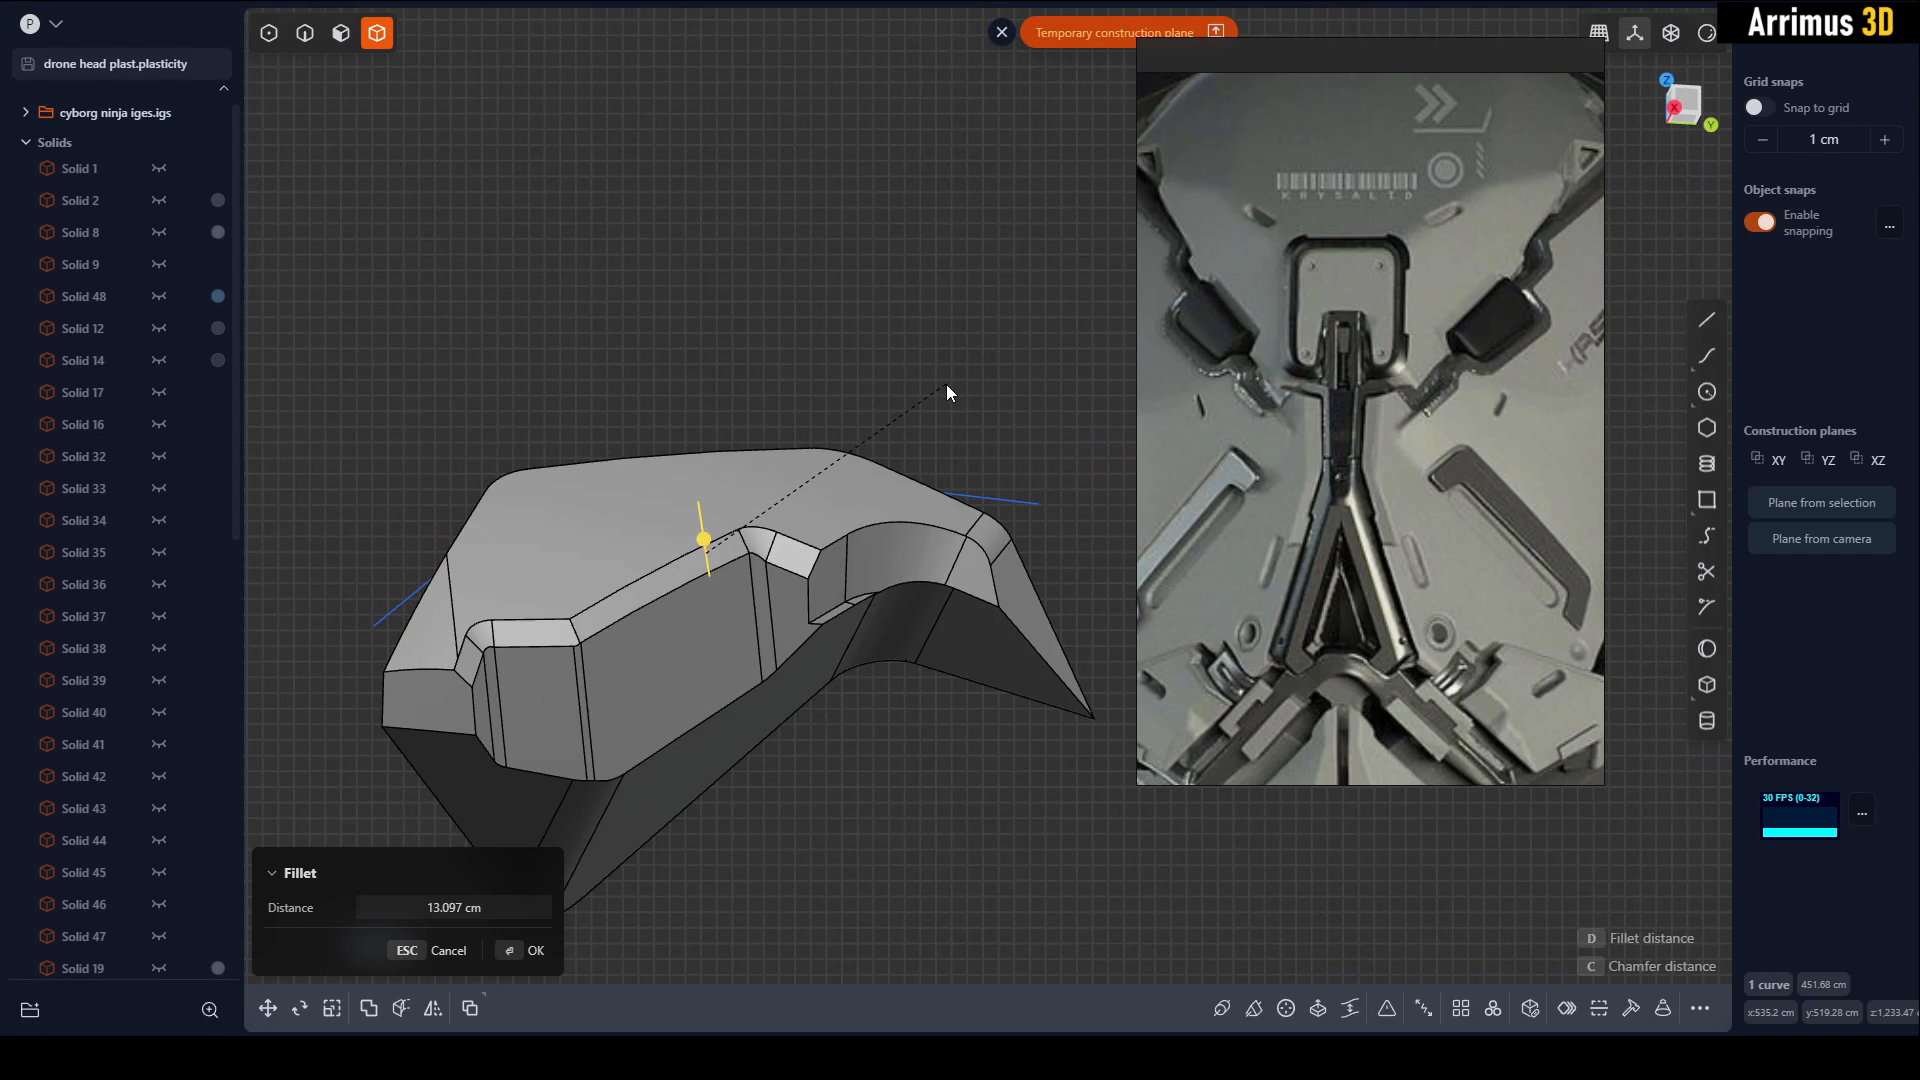 P
Temporary construction plane
Arrimus 3D
drone head plast.plasticity
cyborg ninja iges.igs
Solids
Solid 1
Solid 2
Solid 8
Solid 9
Solid 48
Solid 12
Solid 14
Solid 17
Solid 16
Solid 32
Solid 33
Solid 34
Solid 35
Solid 36
Solid 37
Solid 38
Solid 39
Solid 40
Solid 41
Solid 42
Solid 43
Solid 44
Solid 45
Solid 46
Solid 47
Solid 19
KRYSALID
Z
X
Y
Fillet
Distance 13.097 cm
ESC Cancel OK
D Fillet distance
C Chamfer distance
Grid snaps
Snap to grid
− 1 cm +
Object snaps
Enable
snapping
...
Construction planes
XY YZ XZ
Plane from selection
Plane from camera
Performance
30 FPS (0-32)
...
1 curve 451.68 cm
x:535.2 cm y:519.28 cm z:1,233.47